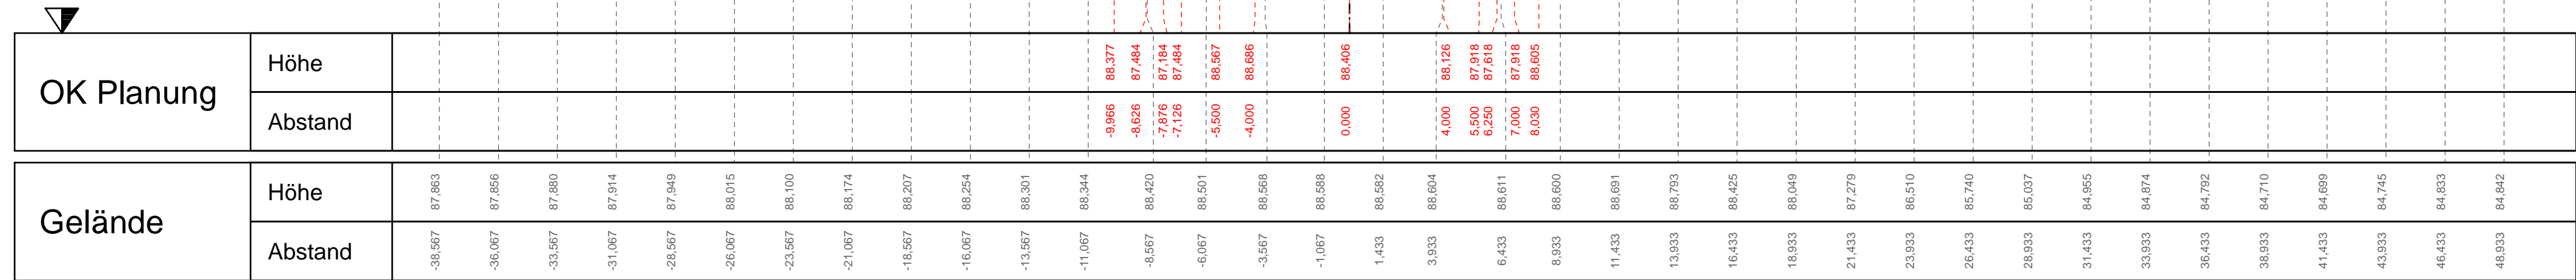 OK Planung
Höhe
88,377 87,484 87,184 87,484 88,567 88,686 88,406 88,126 87,918 87,618 87,918 88,605
Abstand
-9,966 -8,626 -7,876 -7,126 -5,500 -4,000 0,000 4,000 5,500 6,250 7,000 8,030
Gelände
Höhe
87,863 87,856 87,880 87,914 87,949 88,015 88,100 88,174 88,207 88,254 88,301 88,344 88,420 88,501 88,568 88,588 88,582 88,604 88,611 88,600 88,691 88,793 88,425 88,049 87,279 86,510 85,740 85,037 84,955 84,874 84,792 84,710 84,699 84,745 84,833 84,842
Abstand
-38,567 -36,067 -33,567 -31,067 -28,567 -26,067 -23,567 -21,067 -18,567 -16,067 -13,567 -11,067 -8,567 -6,067 -3,567 -1,067 1,433 3,933 6,433 8,933 11,433 13,933 16,433 18,933 21,433 23,933 26,433 28,933 31,433 33,933 36,433 38,933 41,433 43,933 46,433 48,933